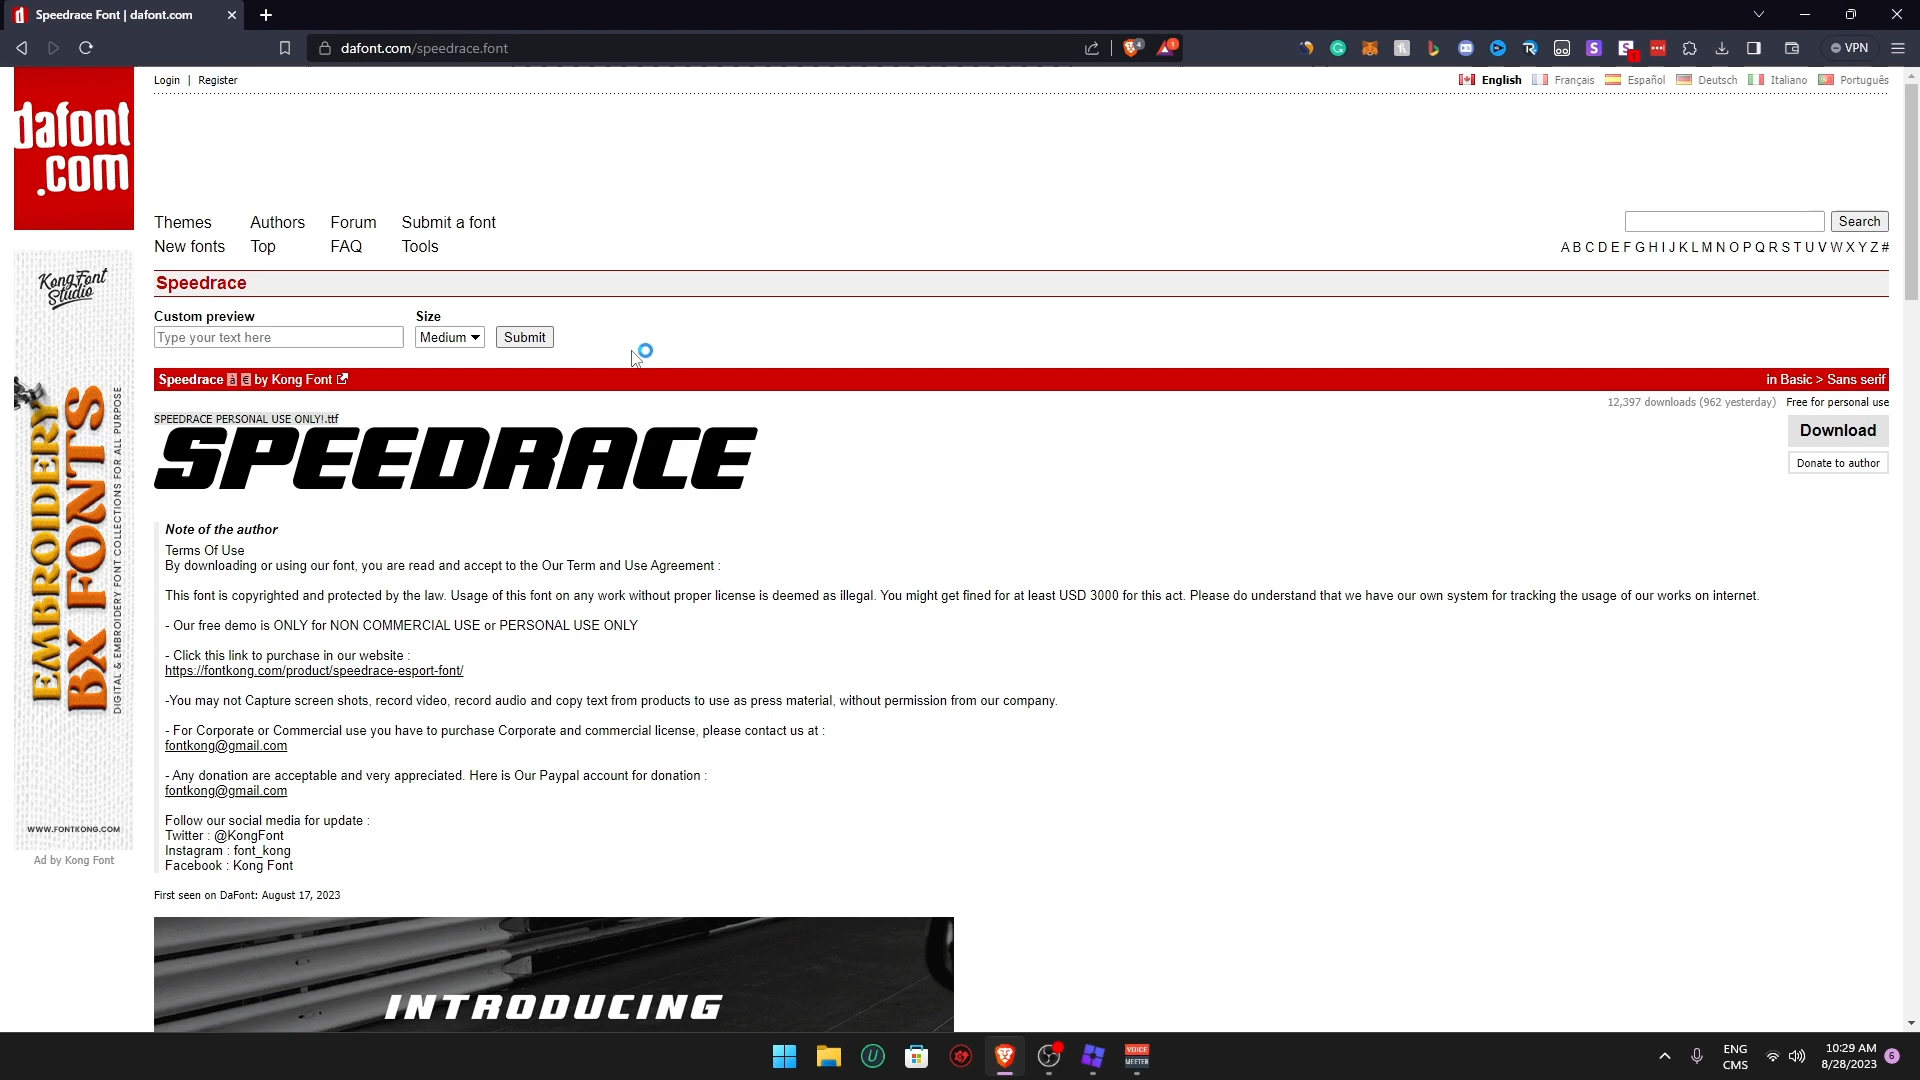 Speedrace Font | dafont.com
dafont.com/speedrace.font
VPN
Login | Register
English Français Español Deutsch Italiano Português
dafont
.com
Themes Authors Forum Submit a font
Search
New fonts Top FAQ Tools
A B C D E F G H I J K L M N O P Q R S T U V W X Y Z #
Speedrace
Custom preview Size
Type your text here Medium Submit
Speedrace à € by Kong Font
in Basic > Sans serif
12,397 downloads (962 yesterday) Free for personal use
SPEEDRACE PERSONAL USE ONLY!.ttf
SPEEDRACE
Download
Donate to author
Note of the author
Terms Of Use
By downloading or using our font, you are read and accept to the Our Term and Use Agreement :
This font is copyrighted and protected by the law. Usage of this font on any work without proper license is deemed as illegal. You might get fined for at least USD 3000 for this act. Please do understand that we have our own system for tracking the usage of our works on internet.
- Our free demo is ONLY for NON COMMERCIAL USE or PERSONAL USE ONLY
- Click this link to purchase in our website :
https://fontkong.com/product/speedrace-esport-font/
-You may not Capture screen shots, record video, record audio and copy text from products to use as press material, without permission from our company.
- For Corporate or Commercial use you have to purchase Corporate and commercial license, please contact us at :
fontkong@gmail.com
- Any donation are acceptable and very appreciated. Here is Our Paypal account for donation :
fontkong@gmail.com
Follow our social media for update :
Twitter : @KongFont
Instagram : font_kong
Facebook : Kong Font
First seen on DaFont: August 17, 2023
INTRODUCING
KongFont
Studio
EMBROIDERY
BX FONTS
DIGITAL & EMBROIDERY FONT COLLECTIONS FOR ALL PURPOSE
WWW.FONTKONG.COM
Ad by Kong Font
VOICE
MEETER
ENG
CMS
10:29 AM
8/28/2023
6